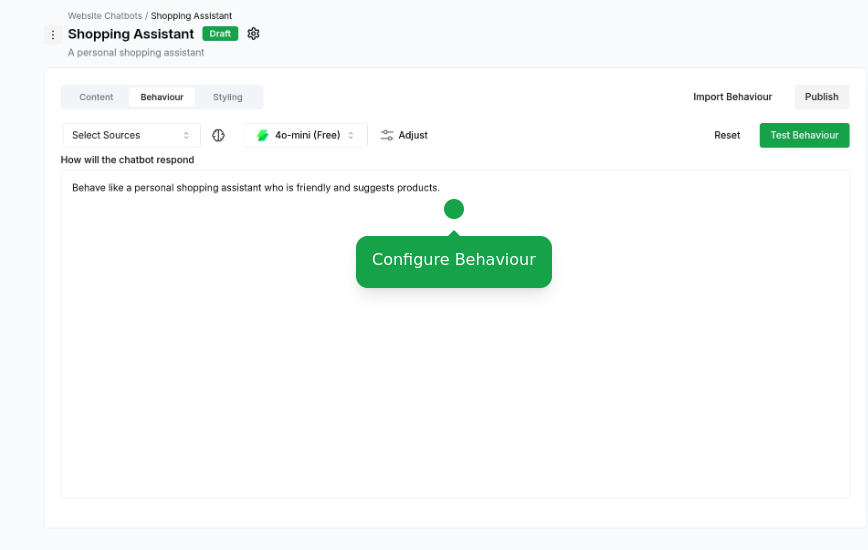 Website Chatbots / Shopping Assistant
Shopping Assistant Draft
A personal shopping assistant
Content Behaviour Styling Import Behaviour Publish
Select Sources 4o-mini (Free) Adjust Reset Test Behaviour
How will the chatbot respond
Behave like a personal shopping assistant who is friendly and suggests products.
Configure Behaviour